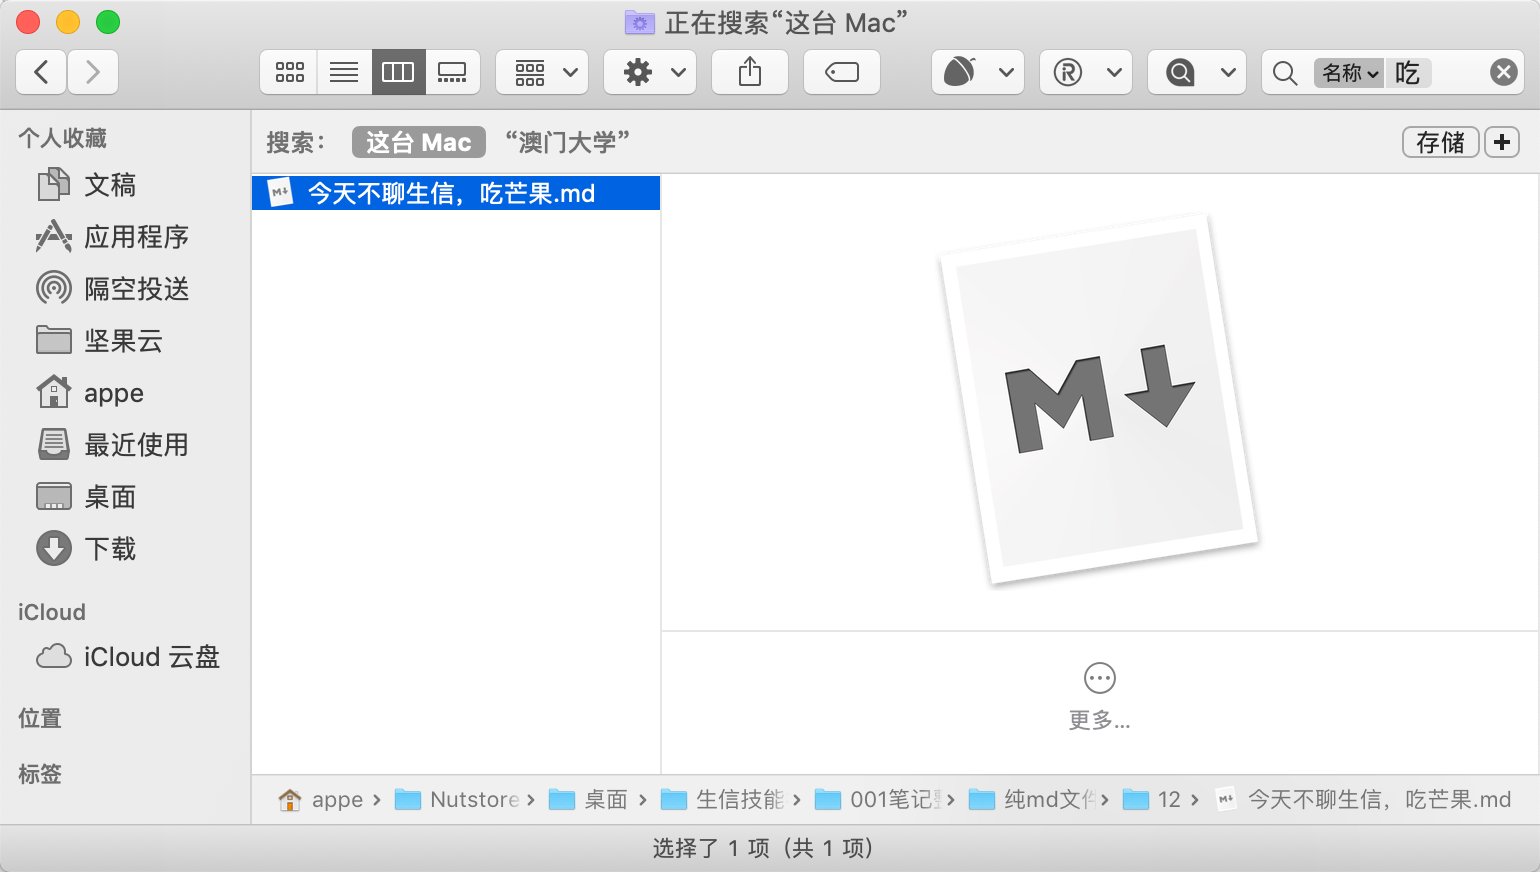 正在搜索“这台 Mac”
名称 吃
个人收藏
文稿
应用程序
隔空投送
坚果云
appe
最近使用
桌面
下载
iCloud
iCloud 云盘
位置
标签
搜索： 这台 Mac “澳门大学” 存储 +
M↓ 今天不聊生信，吃芒果.md
M↓
更多...
appe › Nutstore › 桌面 › 生信技能 › 001笔记 › 纯md文件 › 12 › M↓ 今天不聊生信，吃芒果.md
选择了 1 项（共 1 项）